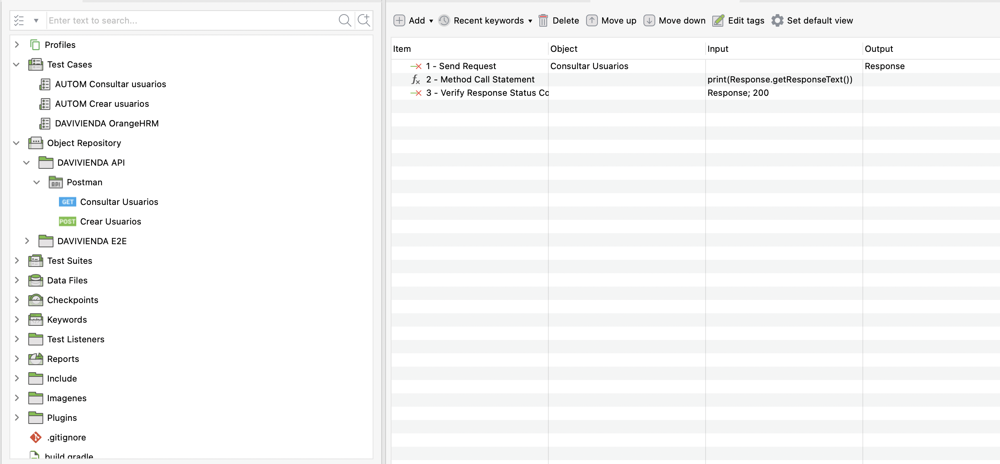 Enter text to search...
Profiles
Test Cases
AUTOM Consultar usuarios
AUTOM Crear usuarios
DAVIVIENDA OrangeHRM
Object Repository
DAVIVIENDA API
API Postman
GET Consultar Usuarios
POST Crear Usuarios
DAVIVIENDA E2E
Test Suites
Data Files
Checkpoints
Keywords
Test Listeners
Reports
Include
Imagenes
Plugins
.gitignore
build.gradle
Add Recent keywords Delete Move up Move down Edit tags Set default view
Item Object Input Output
1 - Send Request Consultar Usuarios Response
2 - Method Call Statement print(Response.getResponseText())
3 - Verify Response Status Co Response; 200